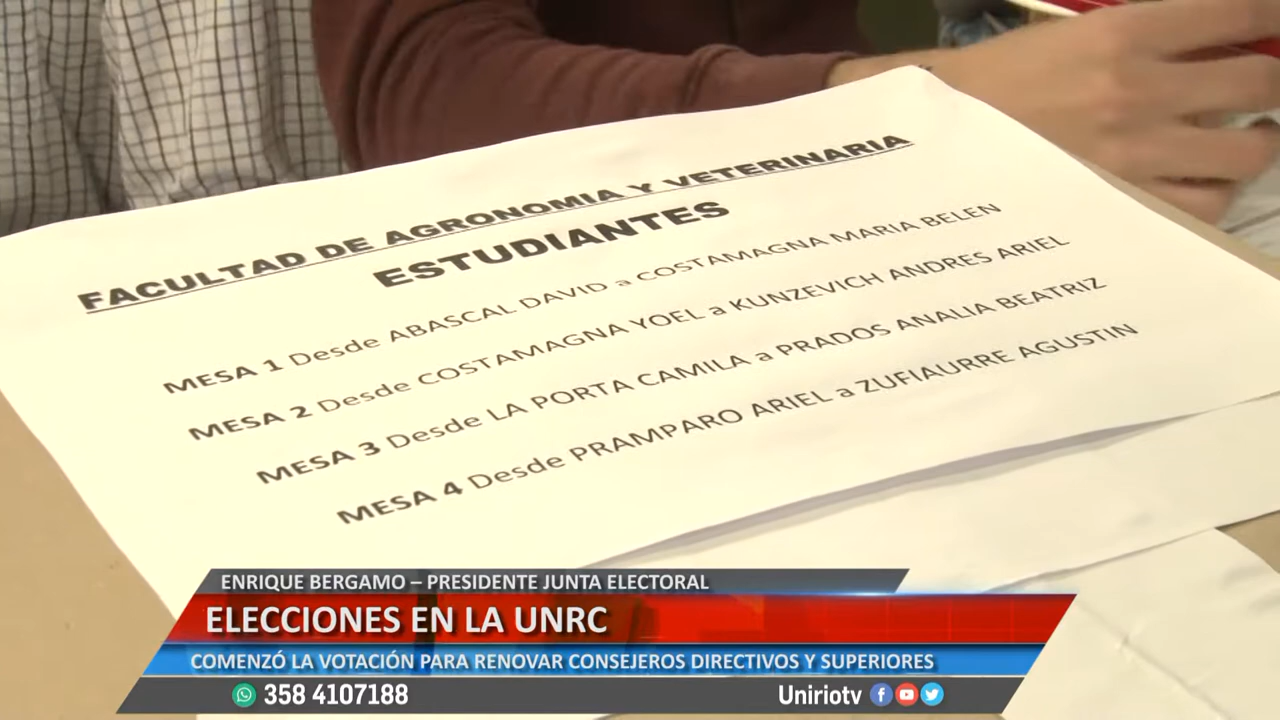 FACULTAD DE AGRONOMIA Y VETERINARIA
ESTUDIANTES
MESA 1 Desde ABASCAL DAVID a COSTAMAGNA MARIA BELEN
MESA 2 Desde COSTAMAGNA YOEL a KUNZEVICH ANDRES ARIEL
MESA 3 Desde LA PORTA CAMILA a PRADOS ANALIA BEATRIZ
MESA 4 Desde PRAMPARO ARIEL a ZUFIAURRE AGUSTIN
ENRIQUE BERGAMO – PRESIDENTE JUNTA ELECTORAL
ELECCIONES EN LA UNRC
COMENZÓ LA VOTACIÓN PARA RENOVAR CONSEJEROS DIRECTIVOS Y SUPERIORES
358 4107188 Uniriotv